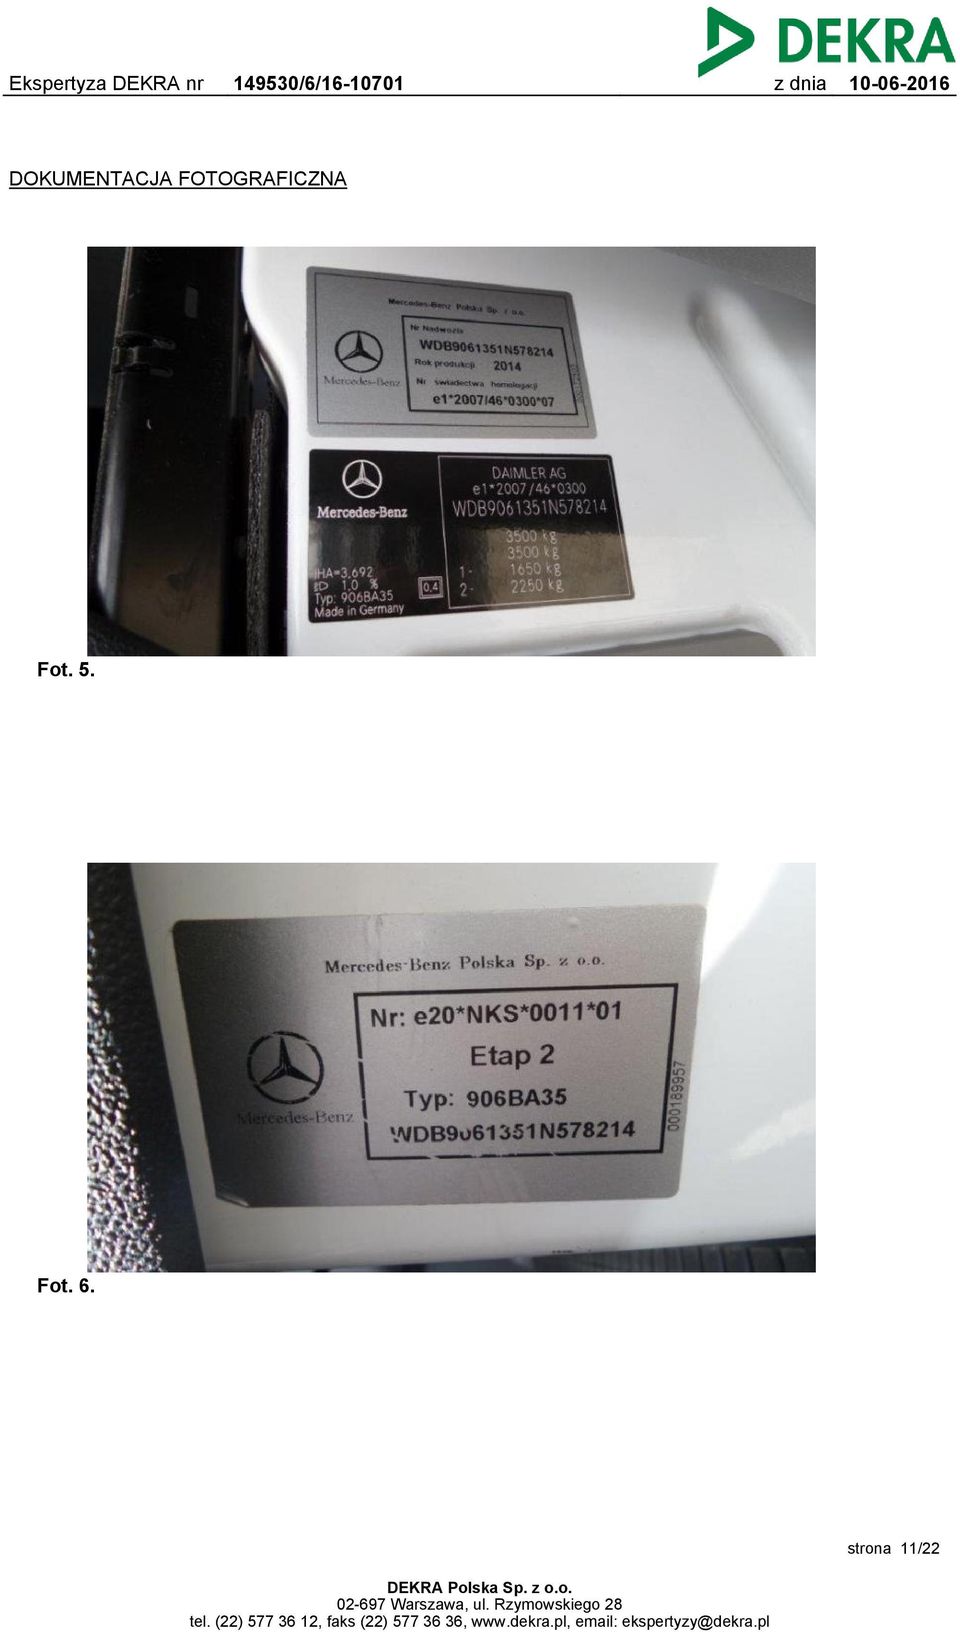 DEKRA
Ekspertyza DEKRA nr 149530/6/16-10701 z dnia 10-06-2016
DOKUMENTACJA FOTOGRAFICZNA
Mercedes-Benz Polska Sp. z o.o.
Nr Nadwozia
WDB9061351N578214
Rok produkcji 2014
Mercedes-Benz
Nr świadectwa homologacji
e1*2007/46*0300*07
DAIMLER AG
e1*2007/46*0300
Mercedes-Benz
WDB9061351N578214
3500 kg
3500 kg
1- 1650 kg
2- 2250 kg
IHA=3.692
1.0 %
0,4
Typ: 906BA35
Made in Germany
Fot. 5.
Mercedes-Benz Polska Sp. z o.o.
Nr: e20*NKS*0011*01
Etap 2
Typ: 906BA35
Mercedes-Benz
WDB9061351N578214
000189957
Fot. 6.
strona 11/22
DEKRA Polska Sp. z o.o.
02-697 Warszawa, ul. Rzymowskiego 28
tel. (22) 577 36 12, faks (22) 577 36 36, www.dekra.pl, email: ekspertyzy@dekra.pl